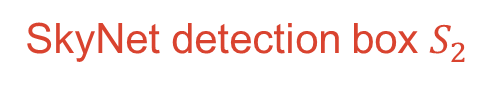 SkyNet detection box S₂